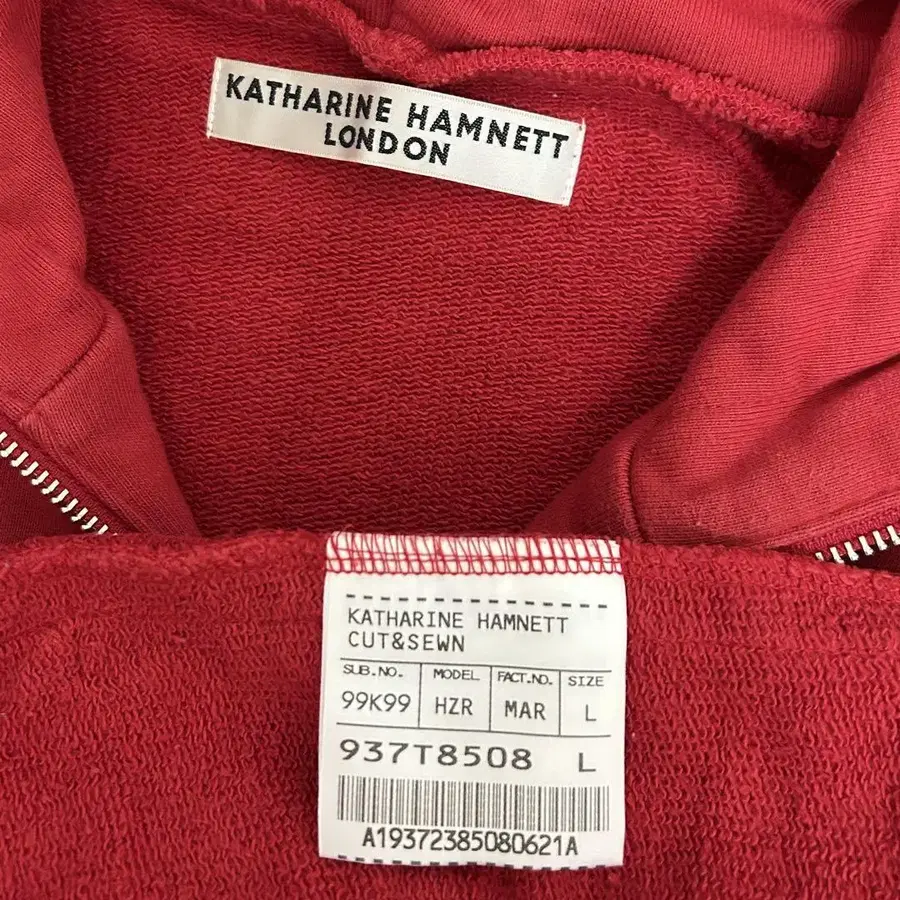 KATHARINE HAMNETT
LONDON
KATHARINE HAMNETT
CUT&SEWN
SUB.NO. MODEL FACT.NO. SIZE
99K99 HZR MAR L
937T8508 L
A19372385080621A